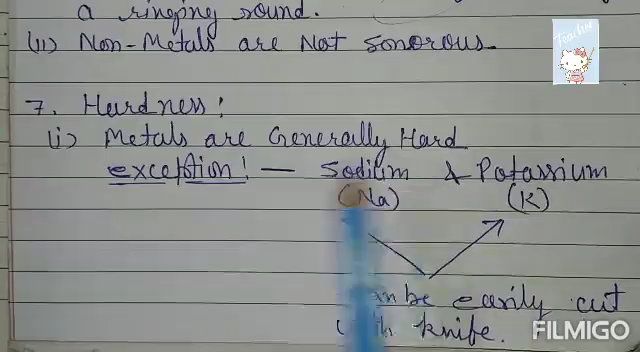 a ringing sound.
(ii) Non-Metals are Not Sonorous
Teacher
7. Hardness:
(i) Metals are Generally Hard
exception! — Sodium & Potassium
(Na) (K)
be easily cut
knife.
FILMIGO